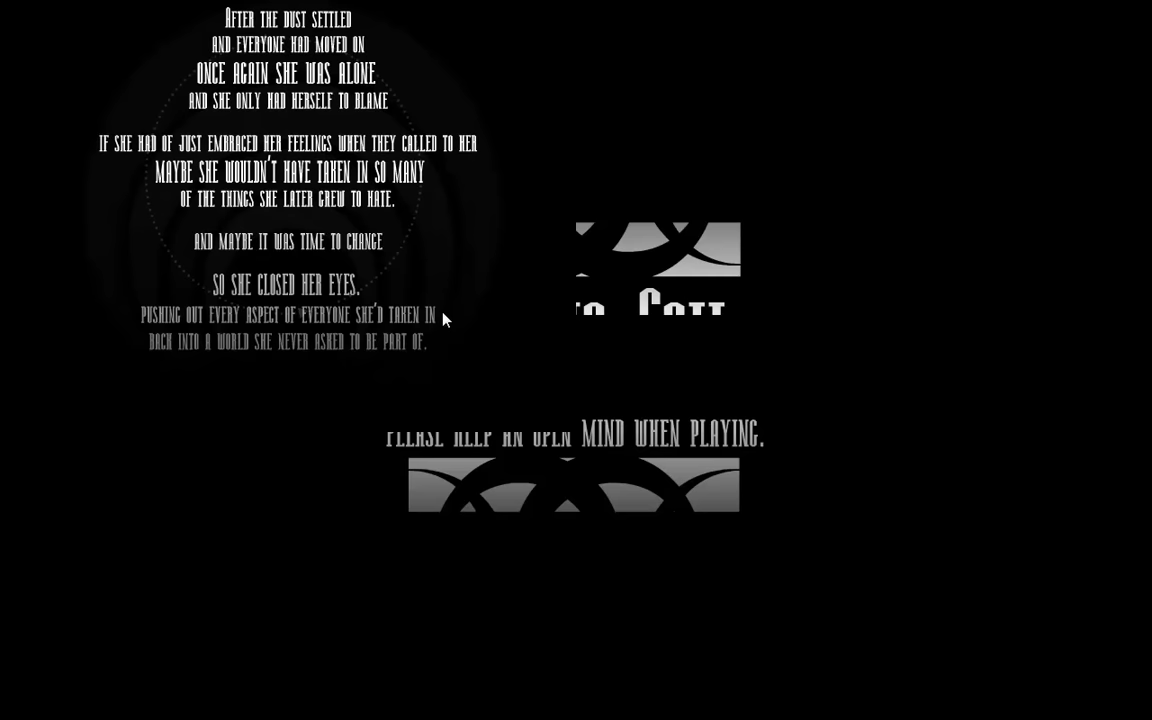 After the dust settled
and everyone had moved on
once again she was alone
and she only had herself to blame
if she had of just embraced her feelings when they called to her
maybe she wouldn't have taken in so many
of the things she later grew to hate.
and maybe it was time to change
so she closed her eyes.
pushing out every aspect of everyone she'd taken in
back into a world she never asked to be part of.
please keep an open mind when playing.